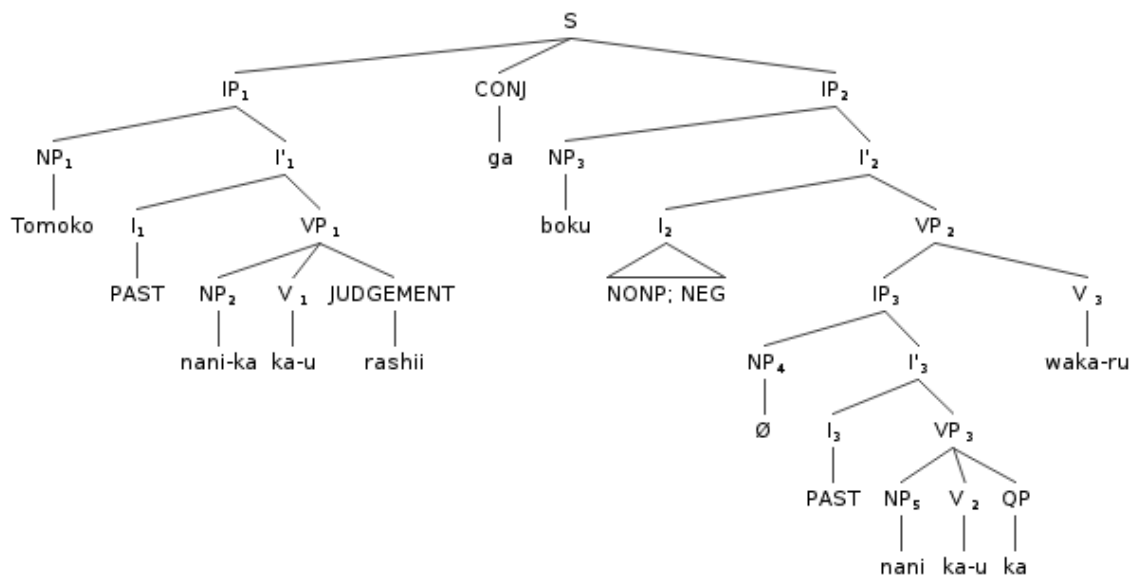 S
IP₁ CONJ IP₂
NP₁ I'₁ ga NP₃ I'₂
Tomoko I₁ VP₁ boku I₂ VP₂
PAST NP₂ V₁ JUDGEMENT NONP; NEG IP₃ V₃
nani-ka ka-u rashii NP₄ I'₃ waka-ru
Ø I₃ VP₃
PAST NP₅ V₂ QP
nani ka-u ka